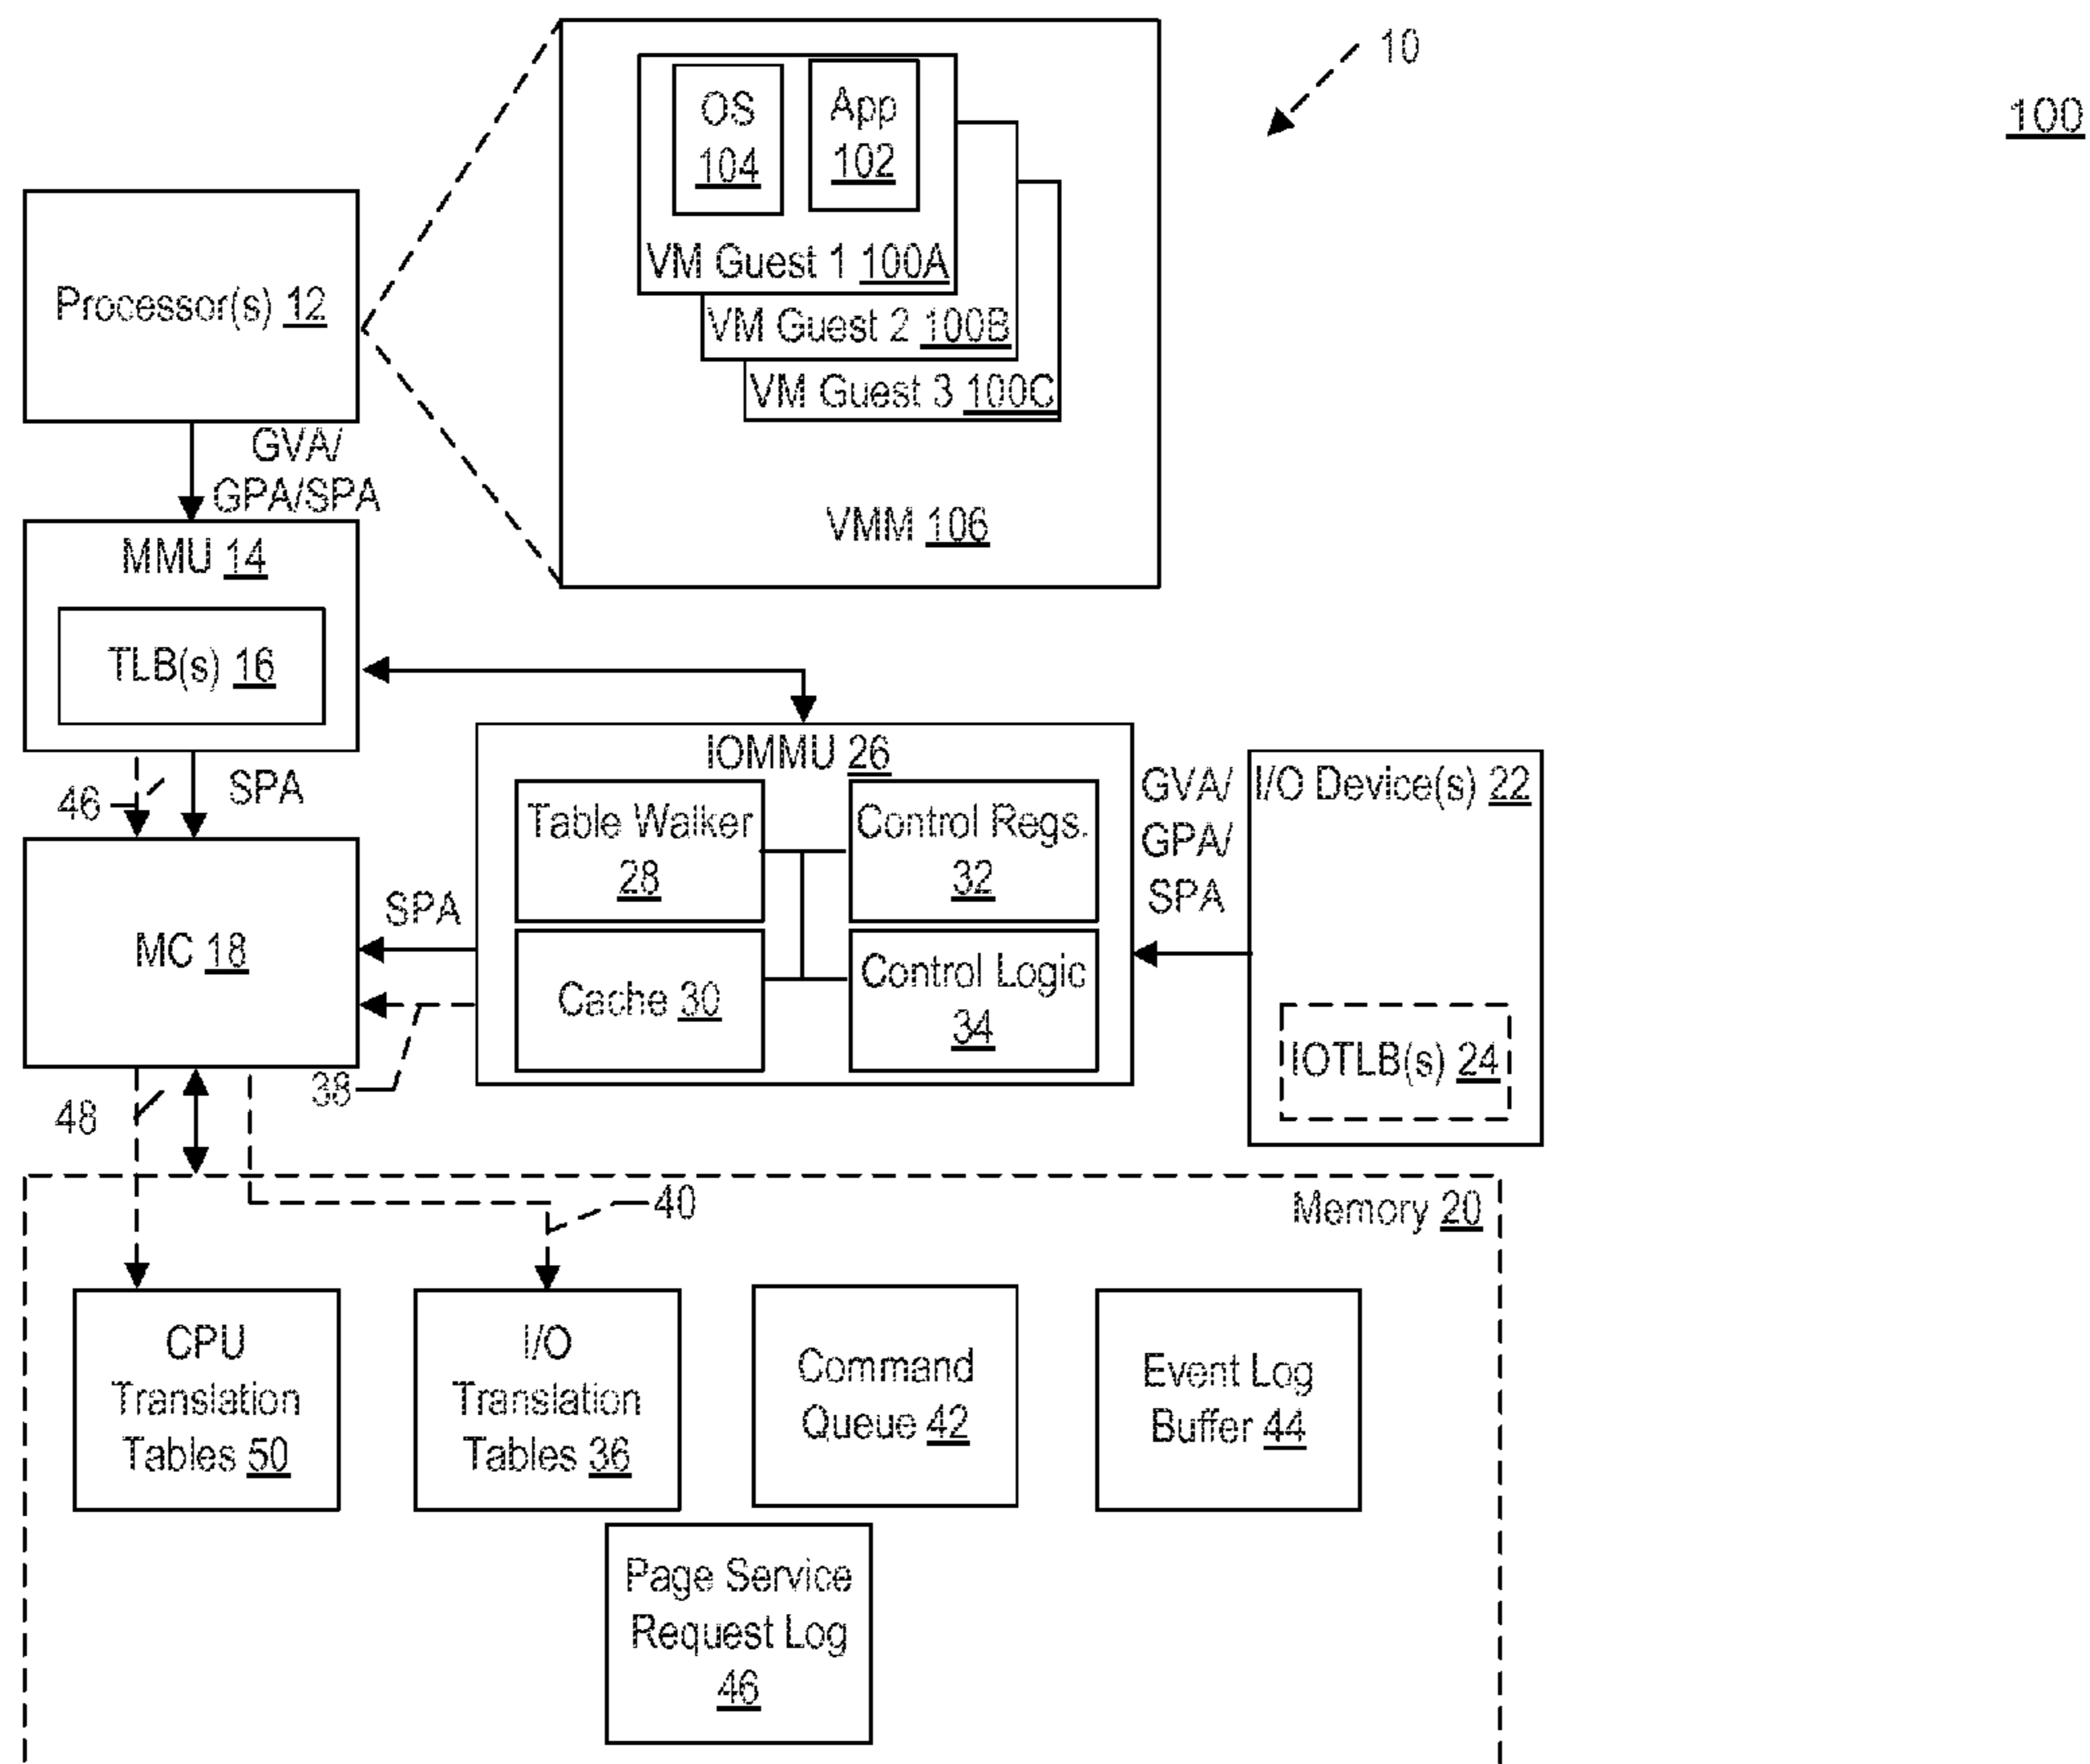 10
100
OS
104
App
102
VM Guest 1 100A
VM Guest 2 100B
VM Guest 3 100C
VMM 106
Processor(s) 12
GVA/
GPA/SPA
MMU 14
TLB(s) 16
46
SPA
IOMMU 26
Table Walker
28
Control Regs.
32
Cache 30
Control Logic
34
GVA/
GPA/
SPA
I/O Device(s) 22
IOTLB(s) 24
SPA
MC 18
38
48
40
Memory 20
CPU
Translation
Tables 50
I/O
Translation
Tables 36
Command
Queue 42
Event Log
Buffer 44
Page Service
Request Log
46